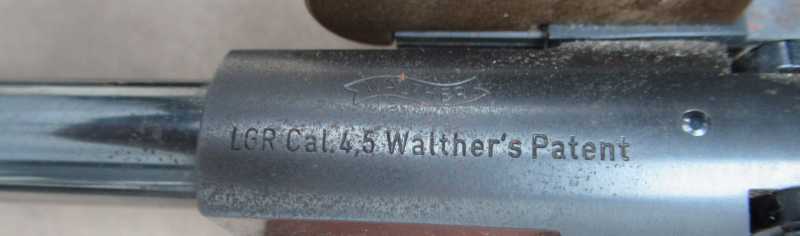 WALTHER
LGR Cal.4,5 Walther's Patent